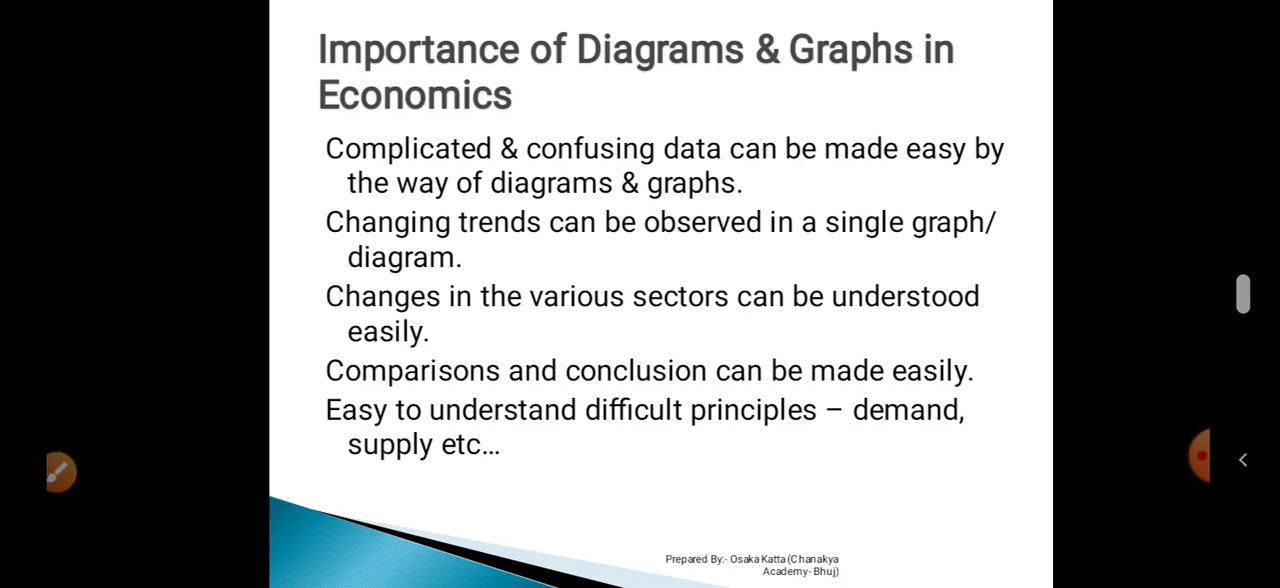 Importance of Diagrams & Graphs in
Economics
Complicated & confusing data can be made easy by
the way of diagrams & graphs.
Changing trends can be observed in a single graph/
diagram.
Changes in the various sectors can be understood
easily.
Comparisons and conclusion can be made easily.
Easy to understand difficult principles – demand,
supply etc…
Prepared By:- Osaka Katta (Chanakya
Academy- Bhuj)